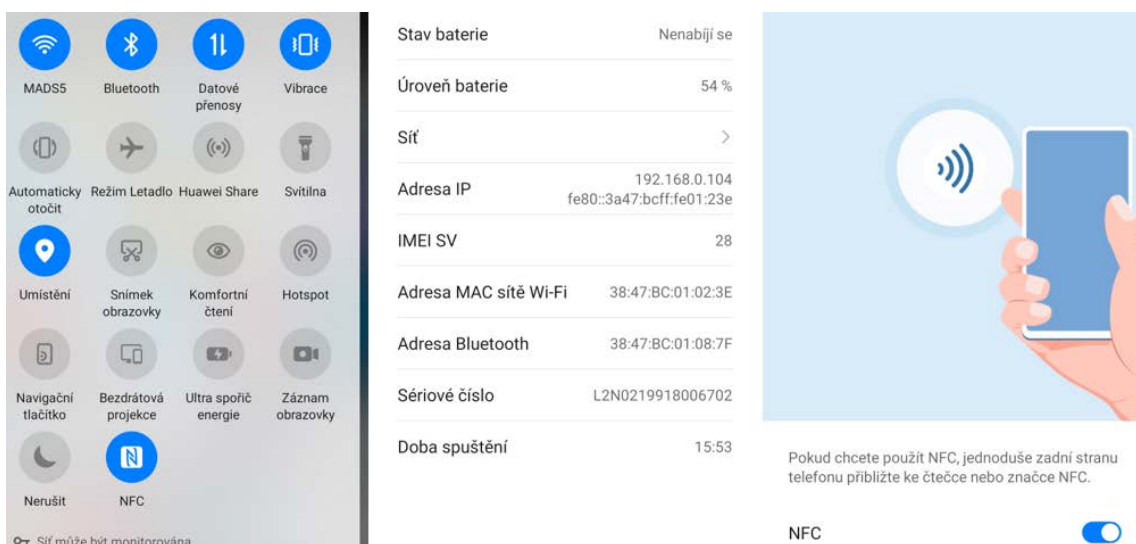 MADS5
Bluetooth
Datové
přenosy
Vibrace
Automaticky
otočit
Režim Letadlo
Huawei Share
Svítilna
Umístění
Snímek
obrazovky
Komfortní
čtení
Hotspot
Navigační
tlačítko
Bezdrátová
projekce
Ultra spořič
energie
Záznam
obrazovky
Nerušit
NFC
Síť může být monitorována
Stav baterie Nenabíjí se
Úroveň baterie 54 %
Síť
Adresa IP 192.168.0.104
fe80::3a47:bcff:fe01:23e
IMEI SV 28
Adresa MAC sítě Wi-Fi 38:47:BC:01:02:3E
Adresa Bluetooth 38:47:BC:01:08:7F
Sériové číslo L2N0219918006702
Doba spuštění 15:53
Pokud chcete použít NFC, jednoduše zadní stranu
telefonu přibližte ke čtečce nebo značce NFC.
NFC